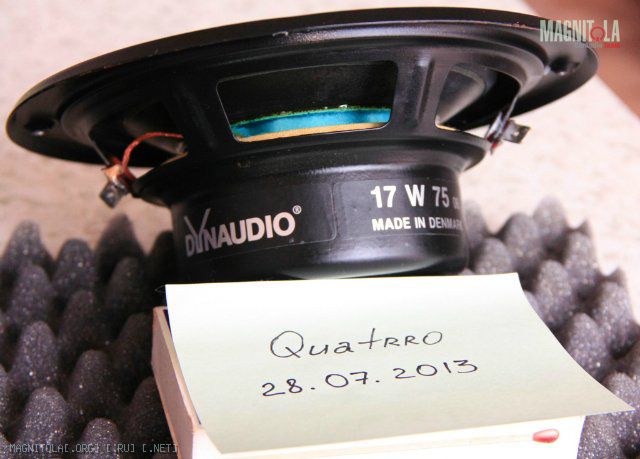 MAGNITOLA
DYNAUDIO®
17 W 75
MADE IN DENMARK
Quatrro
28.07.2013
MAGNITOLA[.ORG] [.RU] [.NET]